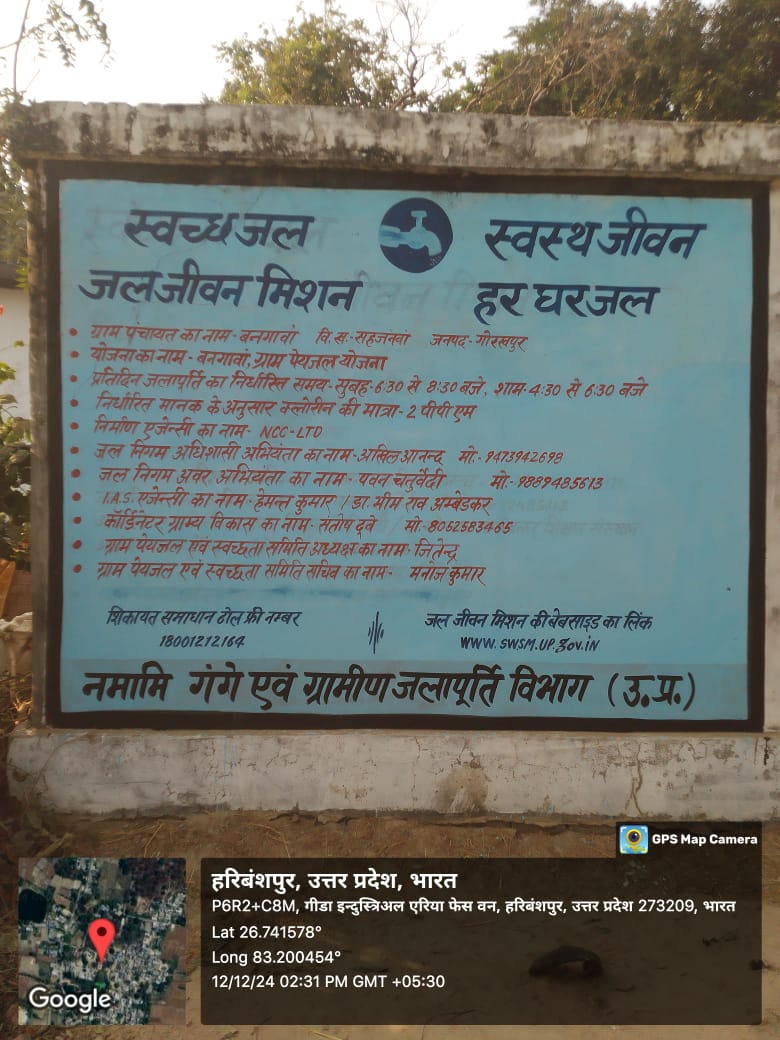 स्वच्छ जल स्वस्थ जीवन
जल जीवन मिशन हर घर जल
• ग्राम पंचायत का नाम - बनगावां वि.स.- सहजनवां जनपद - गोरखपुर
• योजना का नाम - बनगावां, ग्राम पेयजल योजना
• प्रतिदिन जलापूर्ति का निर्धारित समय - सुबह - 6:30 से 8:30 बजे, शाम - 4:30 से 6:30 बजे
• निर्धारित मानक के अनुसार क्लोरीन की मात्रा - 2 पीपीएम
• निर्माण एजेन्सी का नाम - NCC-LTD
• जल निगम अधिशासी अभियंता का नाम - अखिल आनन्द मो.- 9473942698
• जल निगम अवर अभियंता का नाम - पवन चतुर्वेदी मो.- 9889485613
• I.A.S. एजेन्सी का नाम - हेमन्त कुमार / डा. भीम राव अम्बेडकर
• कॉर्डिनेटर ग्राम्य विकास का नाम - संतोष दूबे मो.- 8052583465
• ग्राम पेयजल एवं स्वच्छता समिति अध्यक्ष का नाम - जितेन्द्र
• ग्राम पेयजल एवं स्वच्छता समिति सचिव का नाम - मनोज कुमार
शिकायत समाधान टोल फ्री नम्बर
18001212164
जल जीवन मिशन की बेबसाइड का लिंक
WWW.SWSM.UP.gov.iN
नमामि गंगे एवं ग्रामीण जलापूर्ति विभाग (उ.प्र.)
GPS Map Camera
हरिबंशपुर, उत्तर प्रदेश, भारत
P6R2+C8M, गीडा इन्दुस्त्रिअल एरिया फेस वन, हरिबंशपुर, उत्तर प्रदेश 273209, भारत
Lat 26.741578°
Long 83.200454°
12/12/24 02:31 PM GMT +05:30
Google